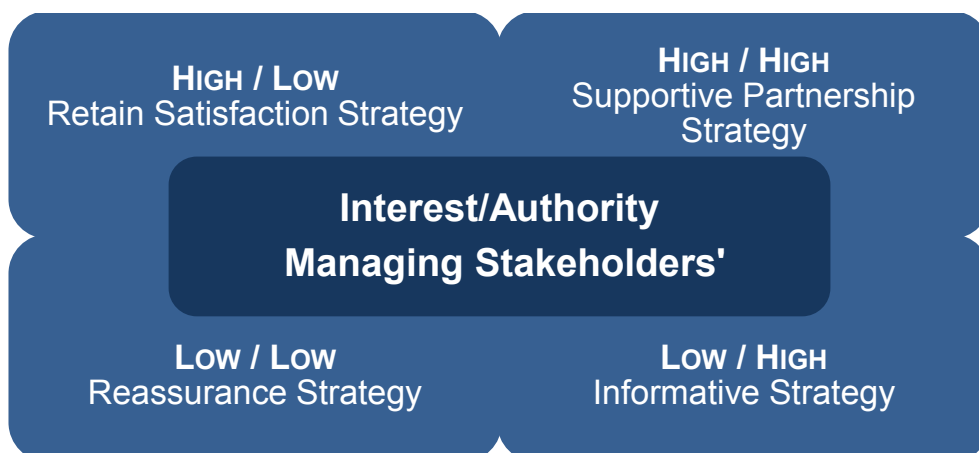 HIGH / LOW
Retain Satisfaction Strategy
HIGH / HIGH
Supportive Partnership
Strategy
Interest/Authority
Managing Stakeholders'
LOW / LOW
Reassurance Strategy
LOW / HIGH
Informative Strategy